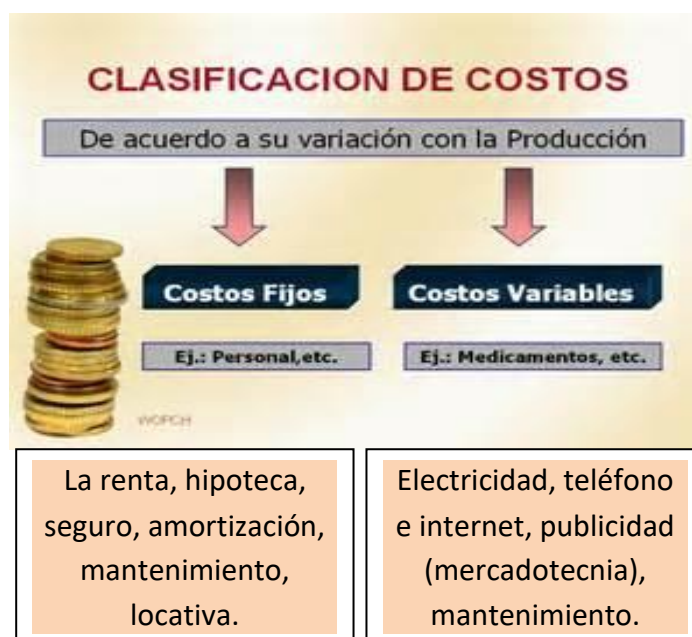 CLASIFICACION DE COSTOS
De acuerdo a su variación con la Producción
Costos Fijos
Costos Variables
Ej.: Personal,etc.
Ej.: Medicamentos, etc.
WOPCH
La renta, hipoteca,
seguro, amortización,
mantenimiento,
locativa.
Electricidad, teléfono
e internet, publicidad
(mercadotecnia),
mantenimiento.